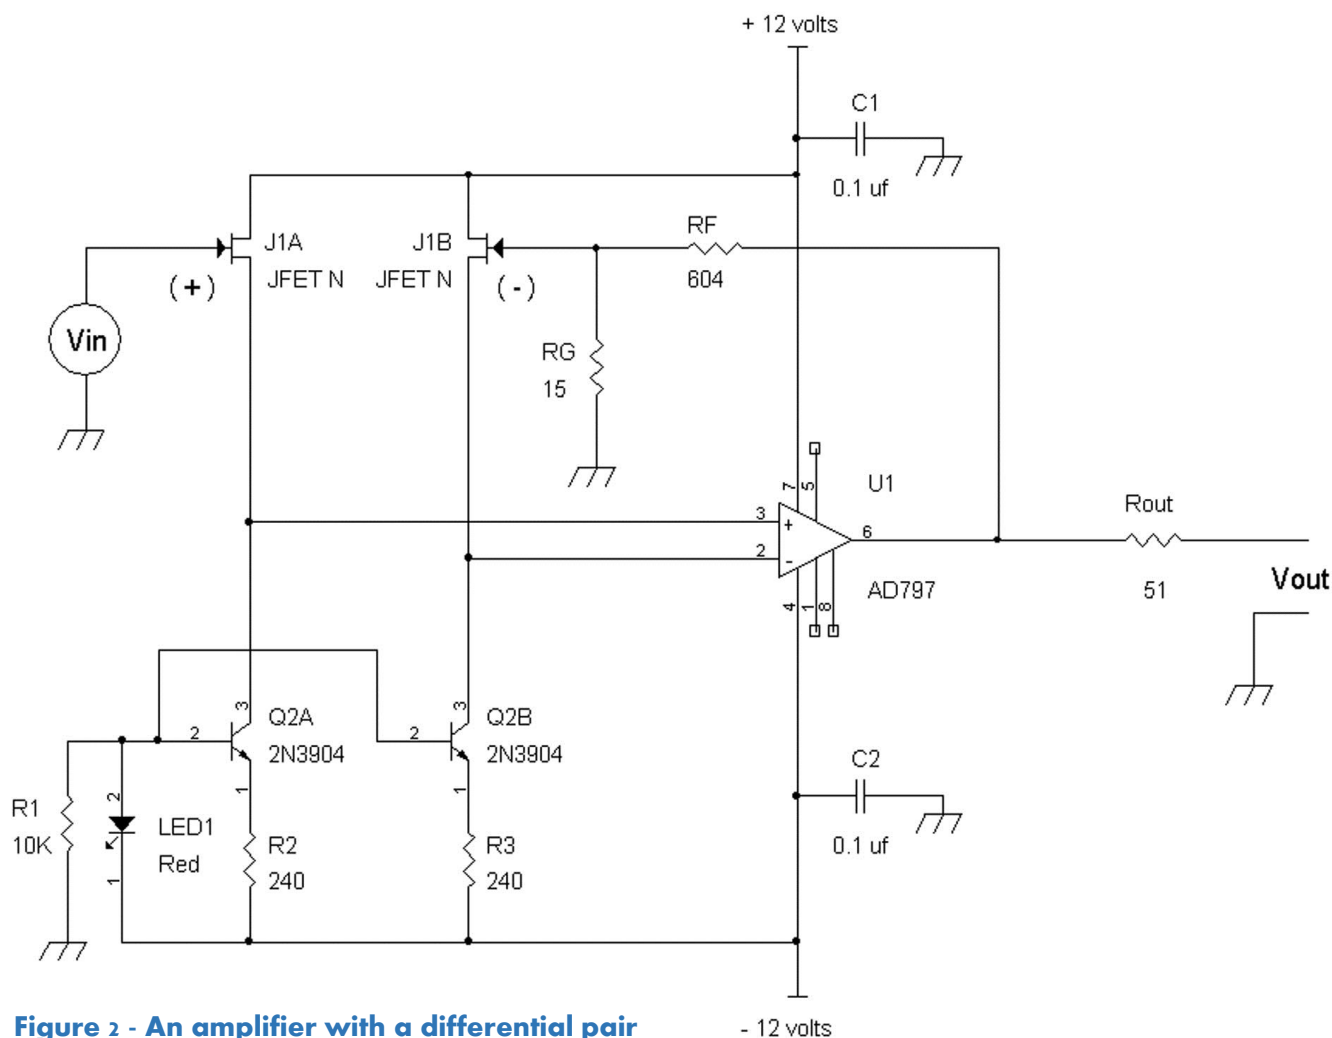 + 12 volts
C1
0.1 uf
RF
604
J1A
JFET N
(+)
J1B
JFET N
(-)
Vin
RG
15
7
5
U1
3
+
2
-
6
4
1
8
AD797
Rout
51
Vout
3
Q2A
2
2N3904
1
3
Q2B
2
2N3904
1
C2
0.1 uf
R1
10K
2
LED1
Red
1
R2
240
R3
240
Figure 2 - An amplifier with a differential pair
- 12 volts